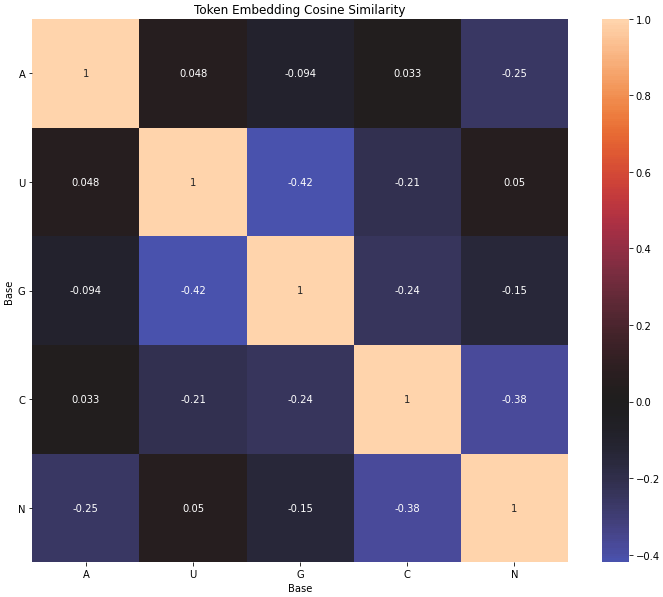 Token Embedding Cosine Similarity
A 1 0.048 -0.094 0.033 -0.25
U 0.048 1 -0.42 -0.21 0.05
G -0.094 -0.42 1 -0.24 -0.15
C 0.033 -0.21 -0.24 1 -0.38
N -0.25 0.05 -0.15 -0.38 1
A U G C N
Base
Base
1.0
0.8
0.6
0.4
0.2
0.0
−0.2
−0.4